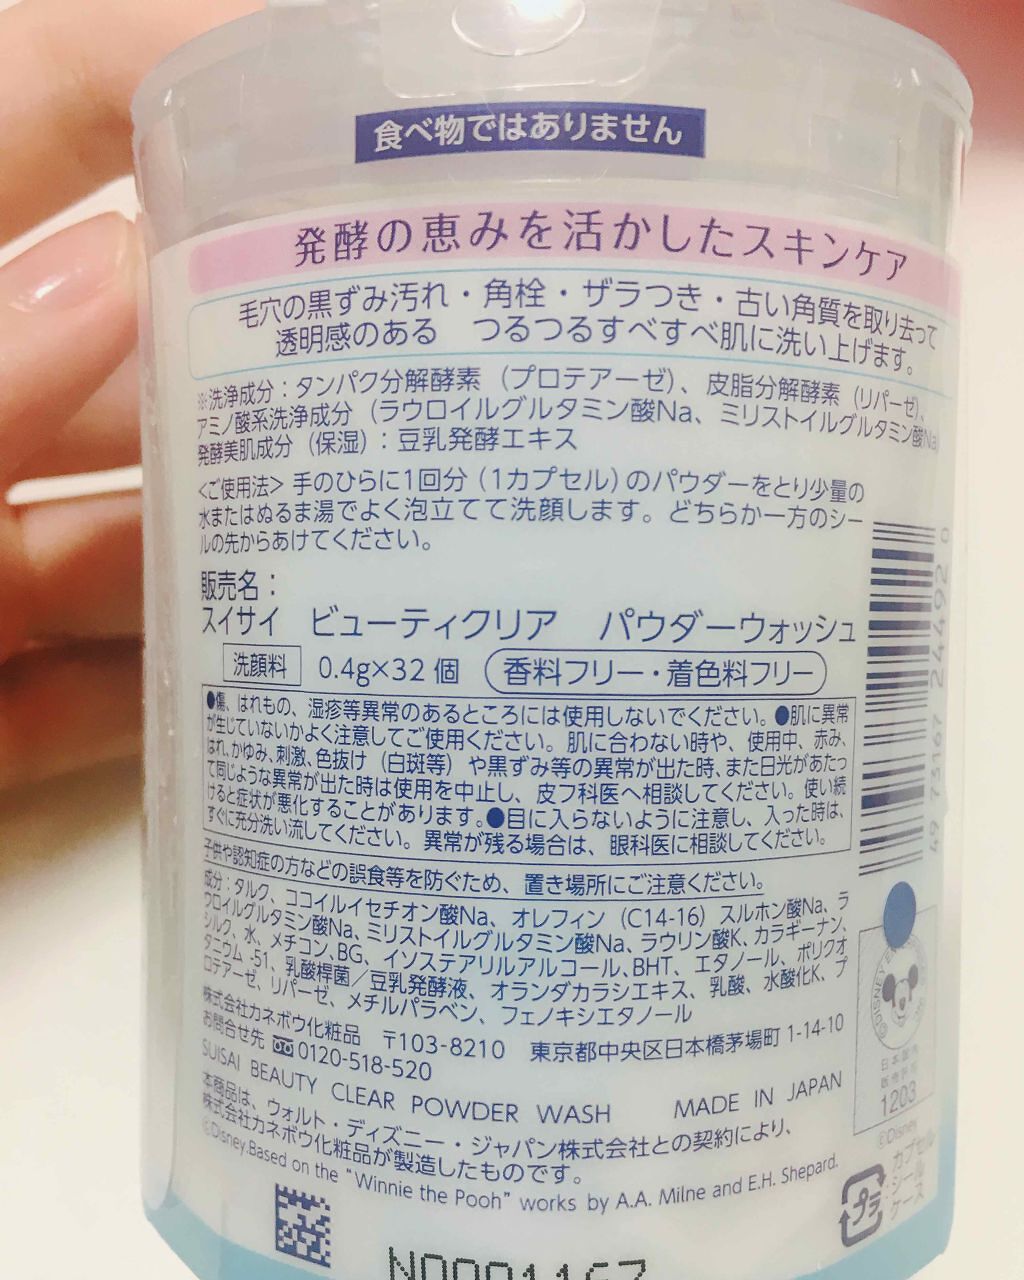 食べ物ではありません
発酵の恵みを活かしたスキンケア
毛穴の黒ずみ汚れ・角栓・ザラつき・古い角質を取り去って
透明感のある つるつるすべすべ肌に洗い上げます。
※洗浄成分：タンパク分解酵素（プロテアーゼ）、皮脂分解酵素（リパーゼ）、
アミノ酸系洗浄成分（ラウロイルグルタミン酸Na、ミリストイルグルタミン酸Na）
発酵美肌成分（保湿）：豆乳発酵エキス
＜ご使用法＞ 手のひらに1回分（1カプセル）のパウダーをとり少量の
水またはぬるま湯でよく泡立てて洗顔します。どちらか一方のシー
ルの先からあけてください。
販売名：
スイサイ ビューティクリア パウダーウォッシュ
洗顔料 0.4g×32個 香料フリー・着色料フリー
●傷、はれもの、湿疹等異常のあるところには使用しないでください。●肌に異常
が生じていないかよく注意してご使用ください。肌に合わない時や、使用中、赤み、
はれ、かゆみ、刺激、色抜け（白斑等）や黒ずみ等の異常が出た時、また日光があたっ
て同じような異常が出た時は使用を中止し、皮フ科医へ相談してください。使い続
けると症状が悪化することがあります。●目に入らないように注意し、入った時は、
すぐに充分洗い流してください。異常が残る場合は、眼科医に相談してください。
子供や認知症の方などの誤食等を防ぐため、置き場所にご注意ください。
成分：タルク、ココイルイセチオン酸Na、オレフィン（C14-16）スルホン酸Na、ラ
ウロイルグルタミン酸Na、ミリストイルグルタミン酸Na、ラウリン酸K、カラギーナン、
シルク、水、メチコン、BG、イソステアリルアルコール、BHT、エタノール、ポリクオ
タニウム-51、乳酸桿菌／豆乳発酵液、オランダカラシエキス、乳酸、水酸化K、プ
ロテアーゼ、リパーゼ、メチルパラベン、フェノキシエタノール
株式会社カネボウ化粧品 〒103-8210 東京都中央区日本橋茅場町 1-14-10
お問合せ先 0120-518-520
SUISAI BEAUTY CLEAR POWDER WASH MADE IN JAPAN
本商品は、ウォルト・ディズニー・ジャパン株式会社との契約により、
株式会社カネボウ化粧品が製造したものです。
©Disney.Based on the "Winnie the Pooh" works by A.A. Milne and E.H. Shepard.
49 73167 24492 0
1203
©Disney
カプセル
シール
ケース
プラ